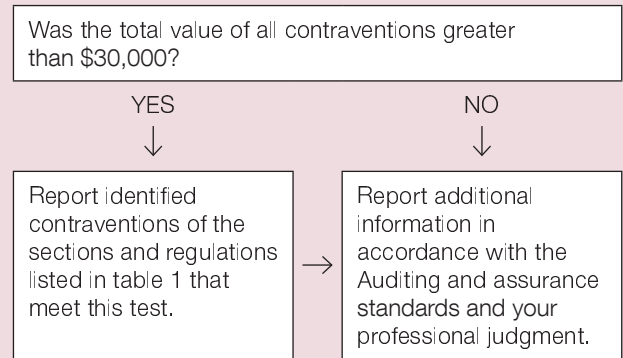 Was the total value of all contraventions greater
than $30,000?
YES
NO
Report identified
contraventions of the
sections and regulations
listed in table 1 that
meet this test.
Report additional
information in
accordance with the
Auditing and assurance
standards and your
professional judgment.